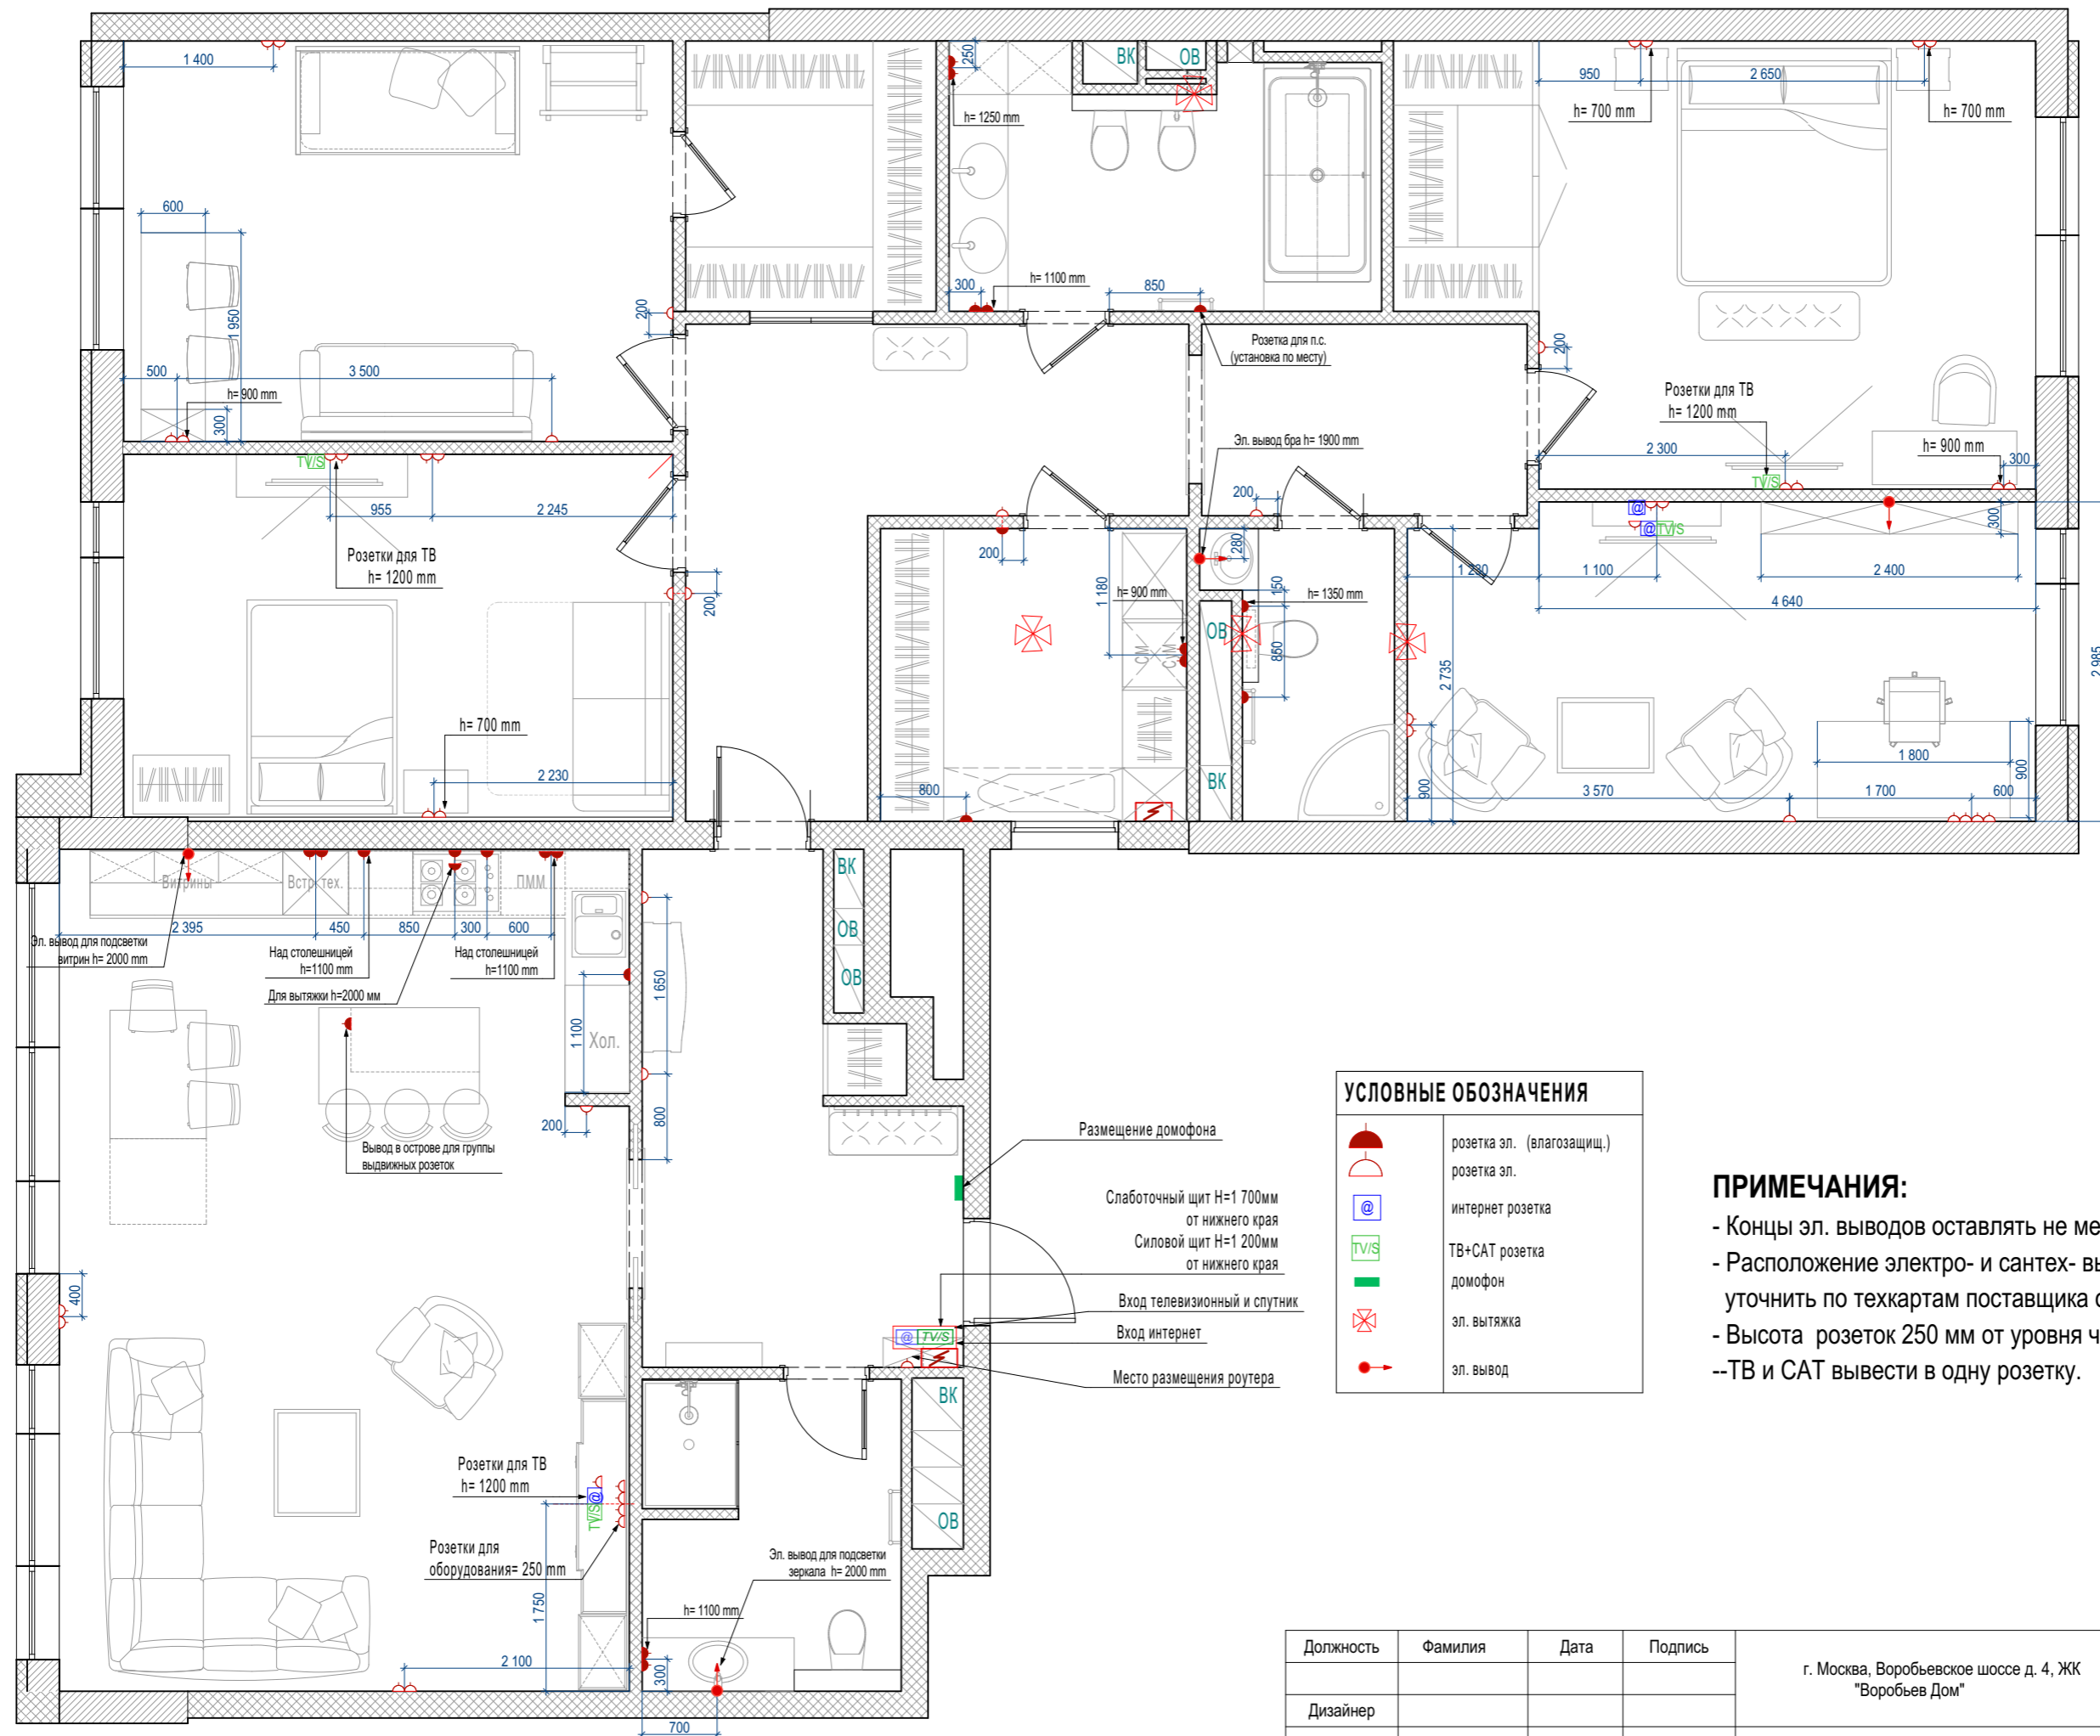 1 400
250
ВК
ОВ
950
2 650
h= 700 mm
h= 700 mm
h= 1250 mm
600
1 950
200
300
h= 1100 mm
850
Розетка для п.с.
(установка по месту)
200
500
3 500
h= 900 mm
300
Розетки для ТВ
h= 1200 mm
Эл. вывод бра h= 1900 mm
2 300
h= 900 mm
300
TV/S
TV/S
955
2 245
Розетки для ТВ
h= 1200 mm
200
200
280
@
@
TV/S
300
1 230
1 100
2 400
4 640
200
1 180
h= 900 mm
150
h= 1350 mm
ОВ
850
СМ
СМ
2 735
2 985
h= 700 mm
2 230
800
ВК
900
3 570
1 800
1 700
600
900
Витрины
Встр. тех.
ПММ
ВК
ОВ
ОВ
2 395
450
850
300
600
Эл. вывод для подсветки
витрин h= 2000 mm
Над столешницей
h=1100 mm
Над столешницей
h=1100 mm
Для вытяжки h=2000 мм
1 650
1 100
Хол.
800
200
Вывод в острове для группы
выдвижных розеток
400
Размещение домофона
Слаботочный щит Н=1 700мм
от нижнего края
Силовой щит Н=1 200мм
от нижнего края
Вход телевизионный и спутник
Вход интернет
Место размещения роутера
@
TV/S
ВК
ОВ
Розетки для ТВ
h= 1200 mm
@
TV/S
Розетки для
оборудования= 250 mm
1 750
2 100
Эл. вывод для подсветки
зеркала h= 2000 mm
h= 1100 mm
300
700
УСЛОВНЫЕ ОБОЗНАЧЕНИЯ
розетка эл. (влагозащищ.)
розетка эл.
@
интернет розетка
TV/S
ТВ+САТ розетка
домофон
эл. вытяжка
эл. вывод
ПРИМЕЧАНИЯ:
- Концы эл. выводов оставлять не ме
- Расположение электро- и сантех- вы
уточнить по техкартам поставщика о
- Высота розеток 250 мм от уровня ч
--ТВ и САТ вывести в одну розетку.
Должность Фамилия Дата Подпись
г. Москва, Воробьевское шоссе д. 4, ЖК
"Воробьев Дом"
Дизайнер